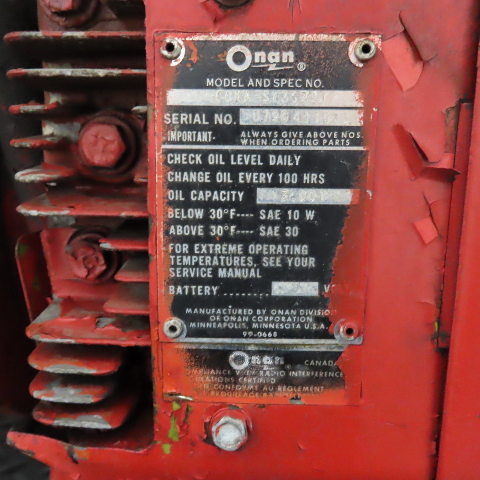 Onan ®
MODEL AND SPEC NO.
SERIAL NO.
IMPORTANT- ALWAYS GIVE ABOVE NOS
WHEN ORDERING PARTS
CHECK OIL LEVEL DAILY
CHANGE OIL EVERY 100 HRS
OIL CAPACITY
BELOW 30°F---- SAE 10 W
ABOVE 30°F---- SAE 30
FOR EXTREME OPERATING
TEMPERATURES, SEE YOUR
SERVICE MANUAL
BATTERY ........ V
MANUFACTURED BY ONAN DIVISION
OF ONAN CORPORATION
MINNEAPOLIS, MINNESOTA U.S.A.
99-0668
Onan CANADA
RADIO INTERFERENCE
CERTIFIED
CONFORME AU REGLEMENT